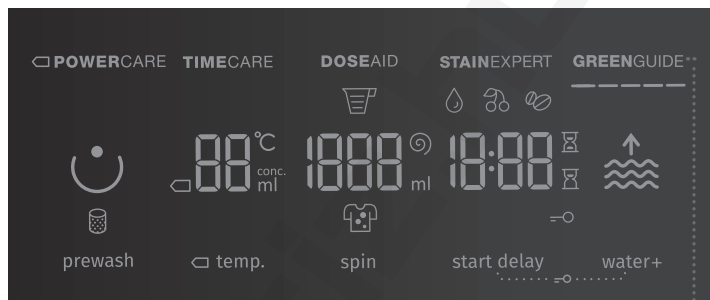 POWERCARE TIMECARE DOSEAID STAINEXPERT GREENGUIDE
88 °C 1888 18:88
conc.
ml ml
prewash temp. spin start delay water+